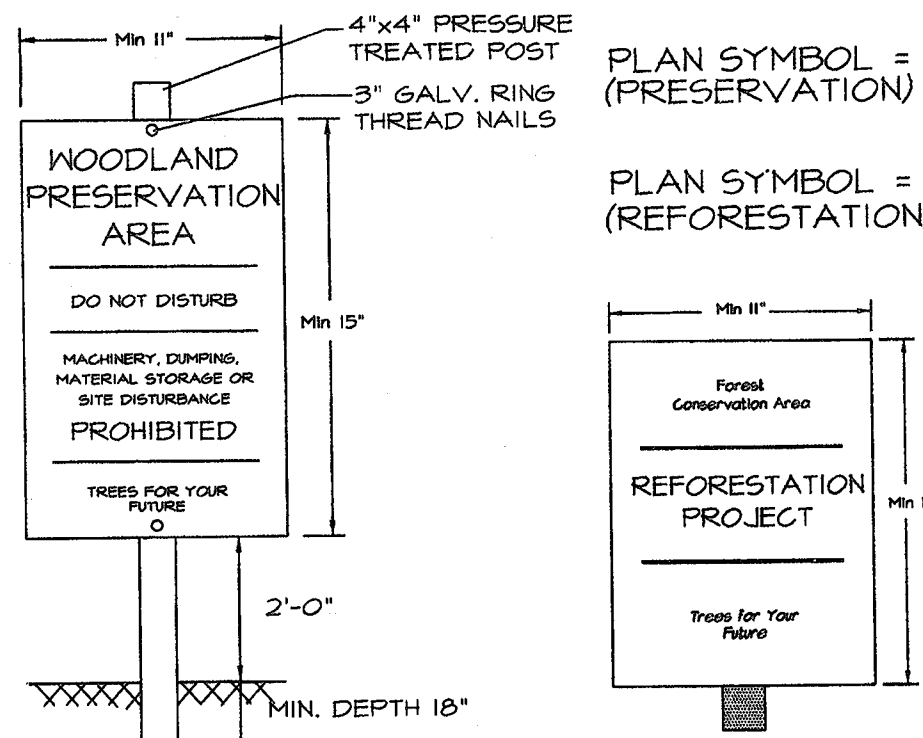 Min 11"
4"x4" PRESSURE
TREATED POST
3" GALV. RING
THREAD NAILS
WOODLAND
PRESERVATION
AREA
DO NOT DISTURB
MACHINERY, DUMPING,
MATERIAL STORAGE OR
SITE DISTURBANCE
PROHIBITED
TREES FOR YOUR
FUTURE
Min 15"
2'-0"
MIN. DEPTH 18"
PLAN SYMBOL =
(PRESERVATION)
PLAN SYMBOL =
(REFORESTATION
Min 11"
Forest
Conservation Area
REFORESTATION
PROJECT
Trees for Your
Future
Min